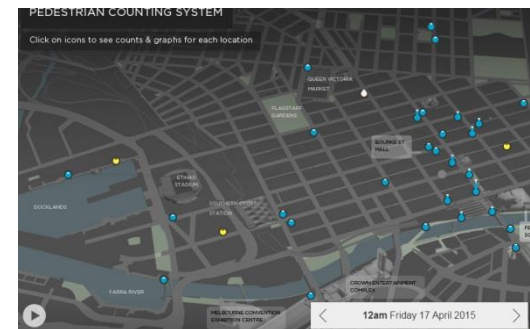 PEDESTRIAN COUNTING SYSTEM
Click on icons to see counts & graphs for each location
QUEEN VICTORIA
MARKET
FLAGSTAFF
GARDENS
BOURKE ST
MALL
ETIHAD
STADIUM
DOCKLANDS
SOUTHERN CROSS
STATION
YARRA RIVER
CROWN ENTERTAINMENT
COMPLEX
MELBOURNE CONVENTION
EXHIBITION CENTRE
12am Friday 17 April 2015